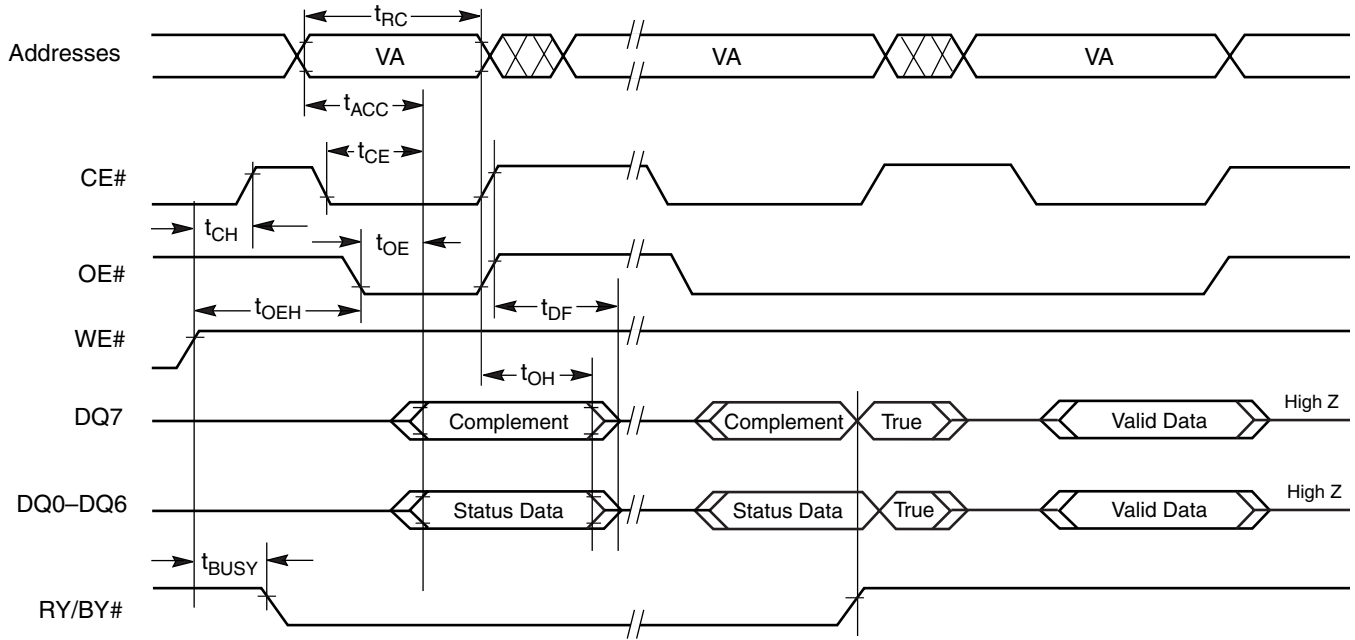 tRC
Addresses VA VA VA
tACC
tCE
CE#
tCH tOE
OE#
tOEH tDF
WE#
tOH
DQ7 Complement Complement True Valid Data High Z
DQ0–DQ6 Status Data Status Data True Valid Data High Z
tBUSY
RY/BY#